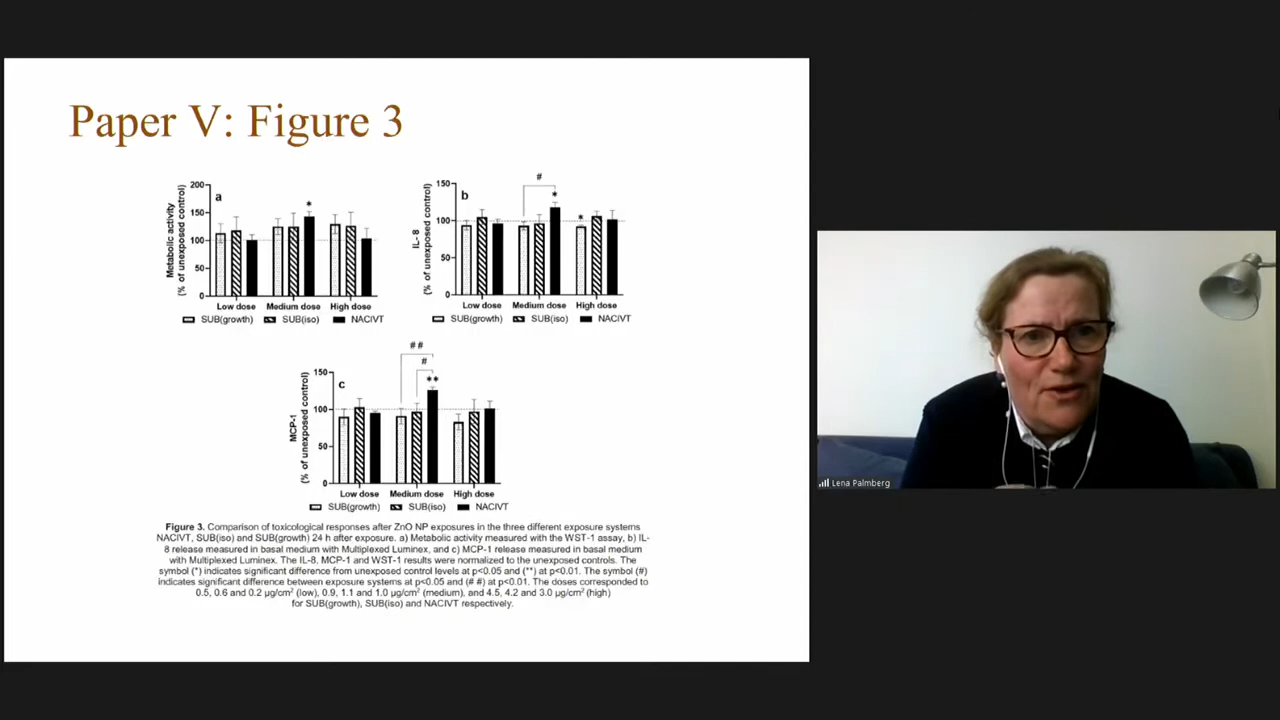 Paper V: Figure 3
a
Metabolic activity
(% of unexposed control)
200
150
100
50
0
*
Low dose Medium dose High dose
SUB(growth) SUB(iso) NACIVT
b
IL- 8
(% of unexposed control)
150
100
50
0
#
*
*
Low dose Medium dose High dose
SUB(growth) SUB(iso) NACIVT
c
MCP-1
(% of unexposed control)
150
100
50
0
# #
#
**
Low dose Medium dose High dose
SUB(growth) SUB(iso) NACIVT
Figure 3. Comparison of toxicological responses after ZnO NP exposures in the three different exposure systems
NACIVT, SUB(iso) and SUB(growth) 24 h after exposure. a) Metabolic activity measured with the WST-1 assay, b) IL-
8 release measured in basal medium with Multiplexed Luminex, and c) MCP-1 release measured in basal medium
with Multiplexed Luminex. The IL-8, MCP-1 and WST-1 results were normalized to the unexposed controls. The
symbol (*) indicates significant difference from unexposed control levels at p<0.05 and (**) at p<0.01. The symbol (#)
indicates significant difference between exposure systems at p<0.05 and (# #) at p<0.01. The doses corresponded to
0.5, 0.6 and 0.2 µg/cm² (low), 0.9, 1.1 and 1.0 µg/cm² (medium), and 4.5, 4.2 and 3.0 µg/cm² (high)
for SUB(growth), SUB(iso) and NACIVT respectively.
Lena Palmberg